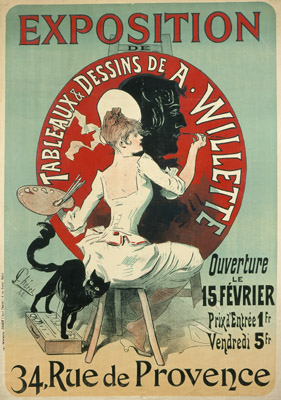 EXPOSITION
DE
TABLEAUX & DESSINS DE A. WILLETTE
Ouverture
LE
15 FÉVRIER
Prix d'Entrée 1 fr
Vendredi 5 fr
34, Rue de Provence